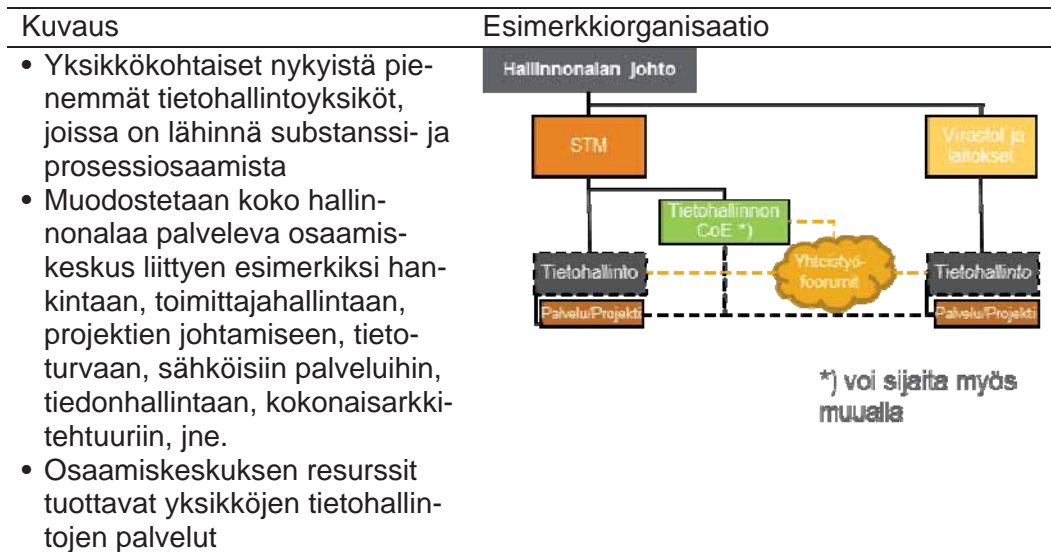 Kuvaus
Esimerkkiorganisaatio
• Yksikkökohtaiset nykyistä pie-
nemmät tietohallintoyksiköt,
joissa on lähinnä substanssi- ja
prosessiosaamista
• Muodostetaan koko hallin-
nonalaa palveleva osaamis-
keskus liittyen esimerkiksi han-
kintaan, toimittajahallintaan,
projektien johtamiseen, tieto-
turvaan, sähköisiin palveluihin,
tiedonhallintaan, kokonaisarkki-
tehtuuriin, jne.
• Osaamiskeskuksen resurssit
tuottavat yksikköjen tietohallin-
tojen palvelut
Hallinnonalan johto
STM
Virastot ja
laitokset
Tietohallinnon
CoE *)
Yhteistyö-
foorumit
Tietohallinto
Tietohallinto
Palvelu/Projekti
Palvelu/Projekti
*) voi sijaita myös
muualla